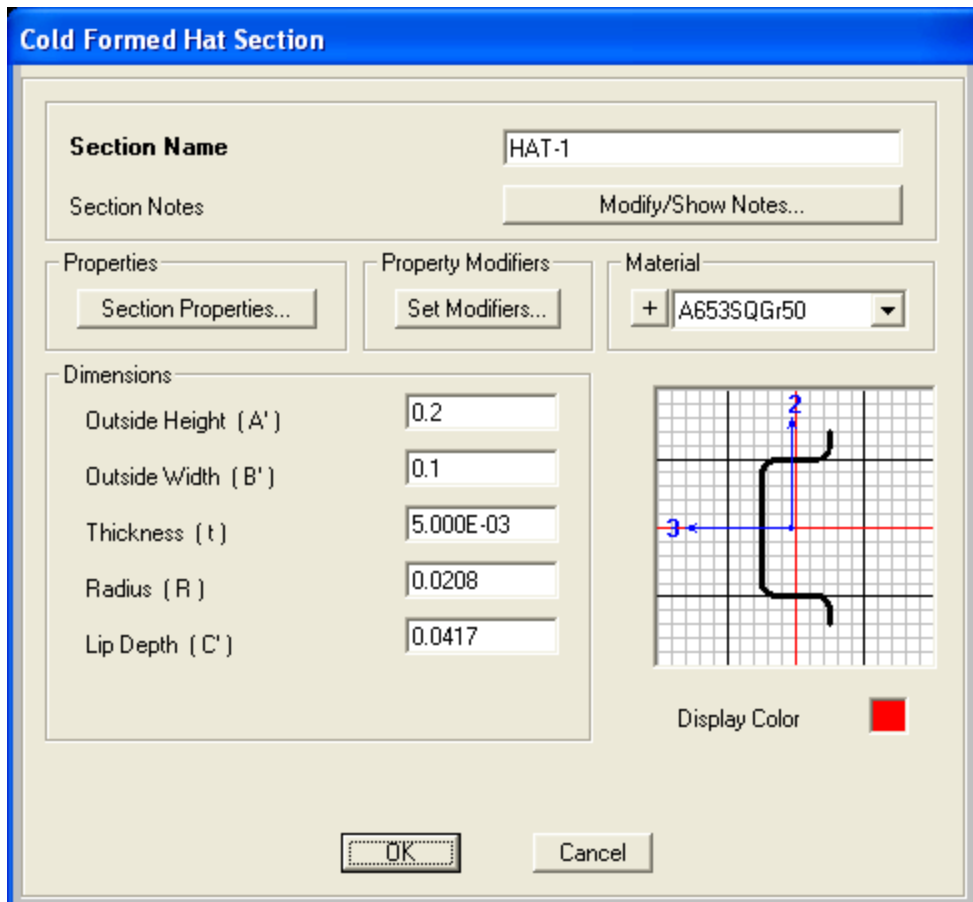 Cold Formed Hat Section
Section Name
HAT-1
Section Notes
Modify/Show Notes...
Properties
Section Properties...
Property Modifiers
Set Modifiers...
Material
+
A653SQGr50
Dimensions
Outside Height ( A' )
0.2
Outside Width ( B' )
0.1
Thickness ( t )
5.000E-03
Radius ( R )
0.0208
Lip Depth ( C' )
0.0417
2
3
Display Color
OK
Cancel